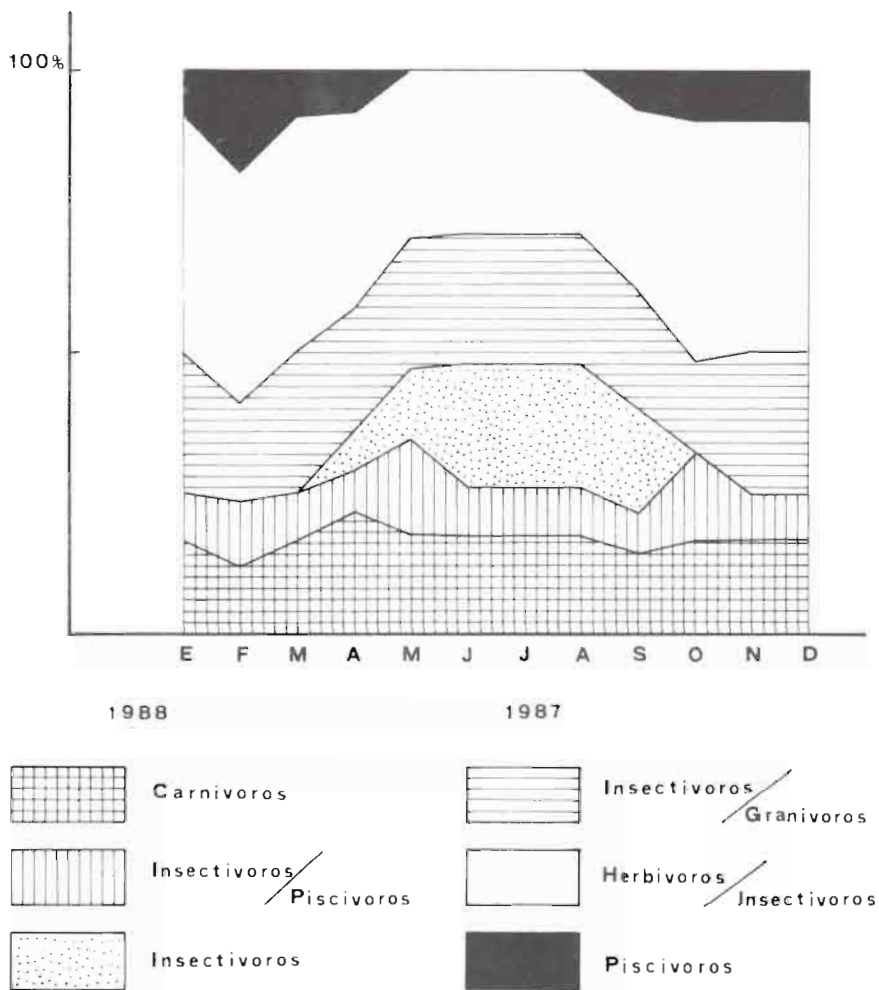 100%
E F M A M J J A S O N D
1988 1987
Carnivoros
Insectivoros
/ Granivoros
Insectivoros
/ Piscivoros
Herbivoros
/ Insectivoros
Insectivoros
Piscivoros